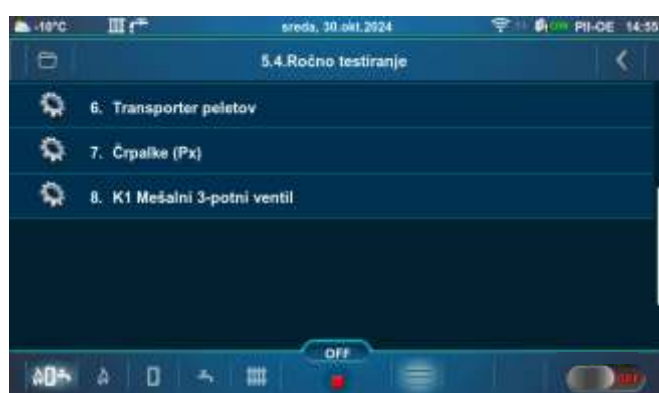 -10°C sreda, 30.okt.2024 PII-OE 14:55
5.4.Ročno testiranje
6. Transporter peletov
7. Črpalke (Px)
8. K1 Mešalni 3-potni ventil
OFF
OFF